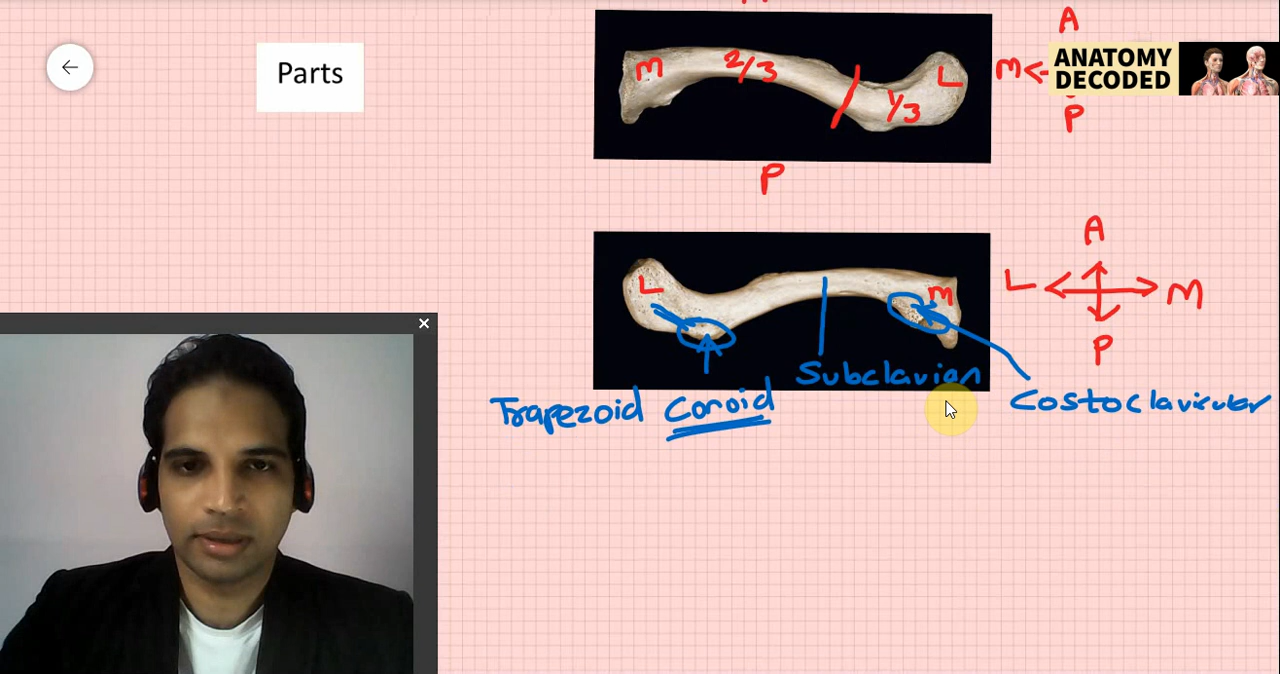 Parts
A
M
2/3
1/3
L
M
ANATOMY
DECODED
P
P
A
L
M
L
M
P
Subclavian
Trapezoid Conoid
Costoclavicular